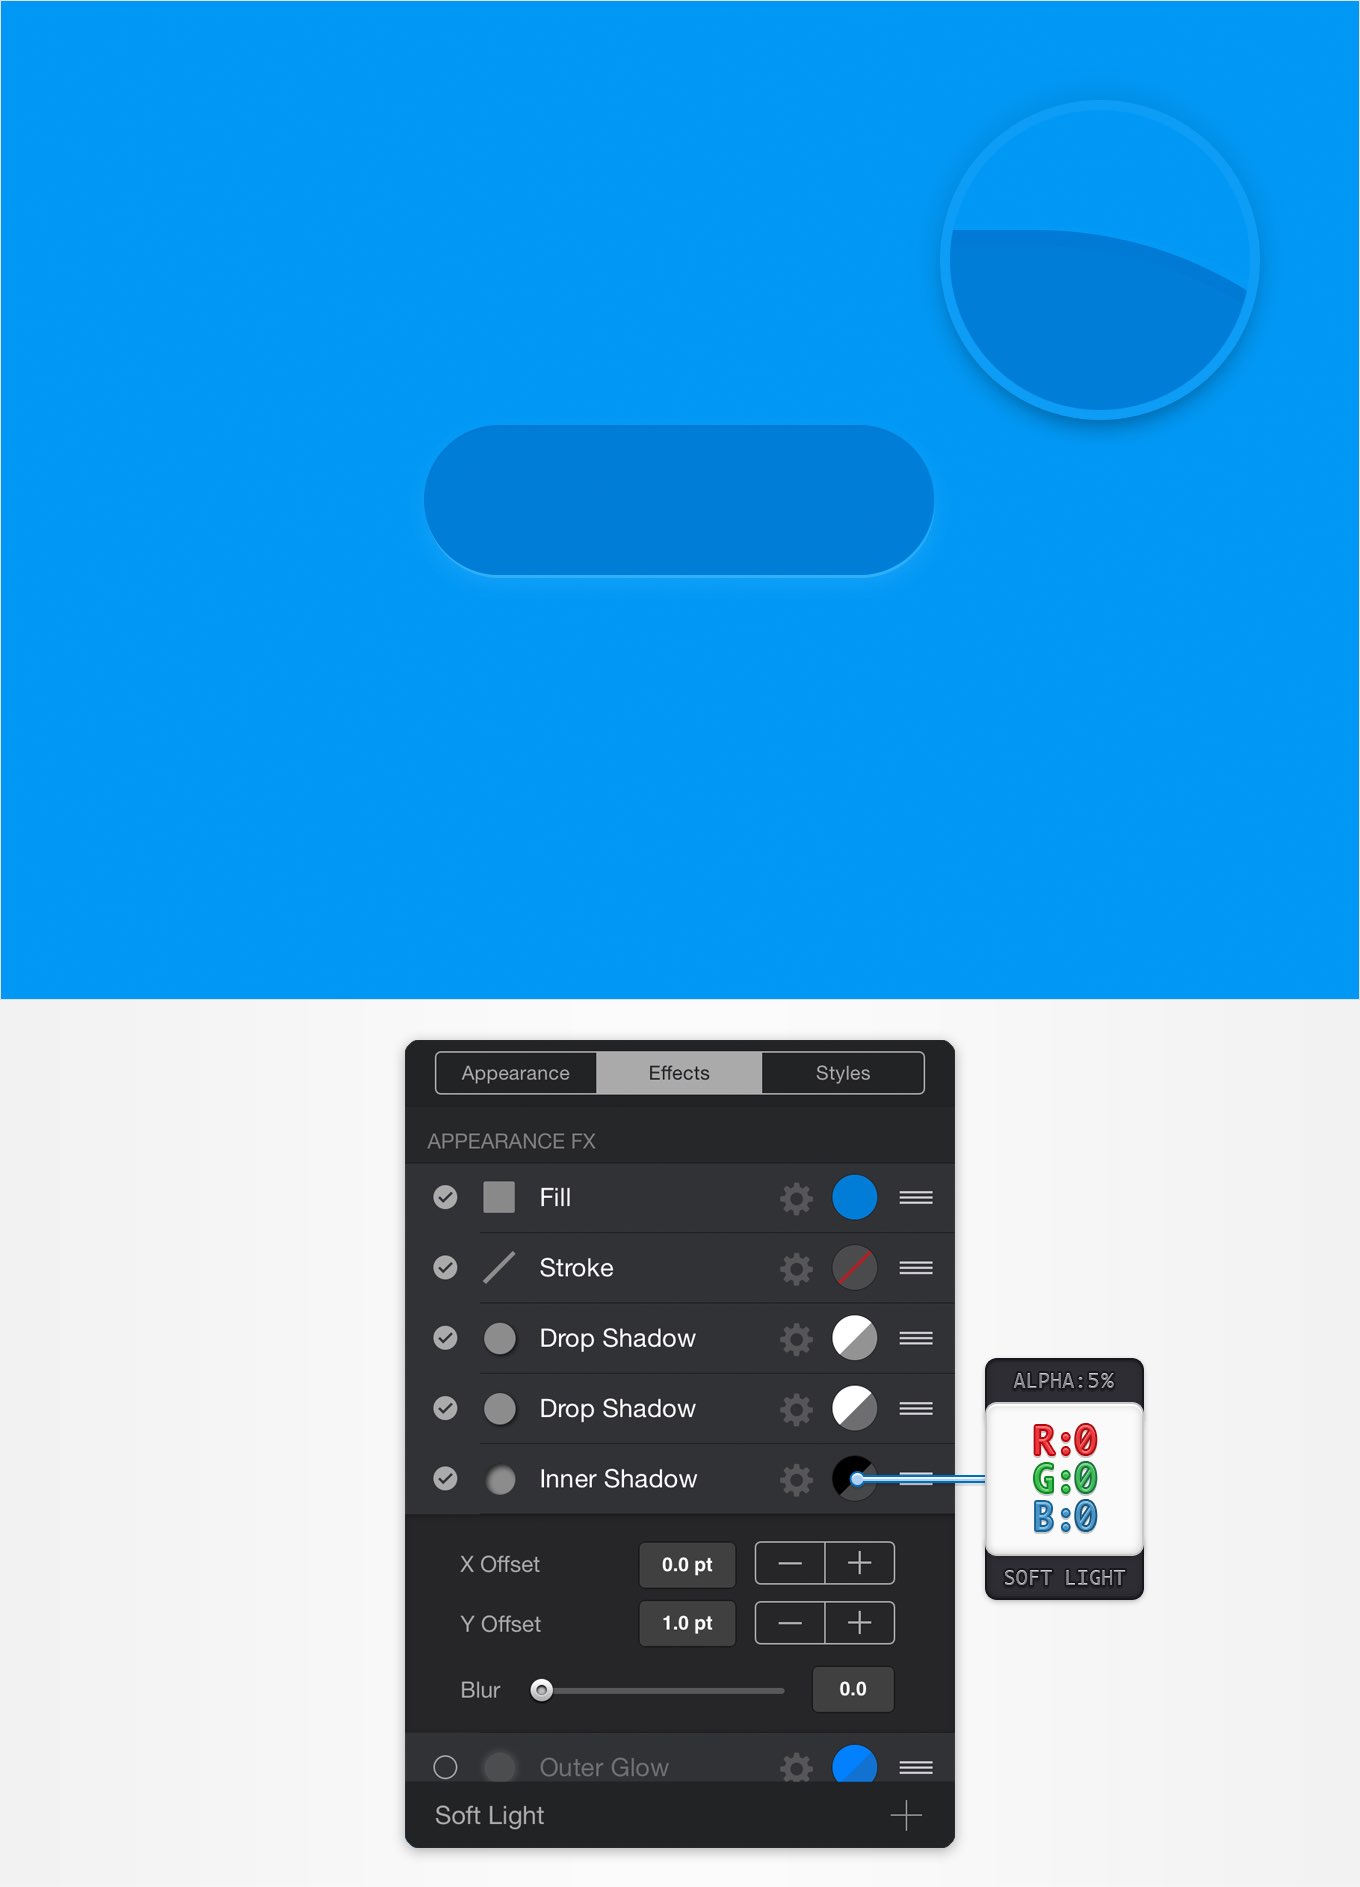 Appearance Effects Styles
APPEARANCE FX
Fill
Stroke
Drop Shadow
Drop Shadow
Inner Shadow
X Offset 0.0 pt
Y Offset 1.0 pt
Blur 0.0
Outer Glow
Soft Light
ALPHA:5%
R:0
G:0
B:0
SOFT LIGHT